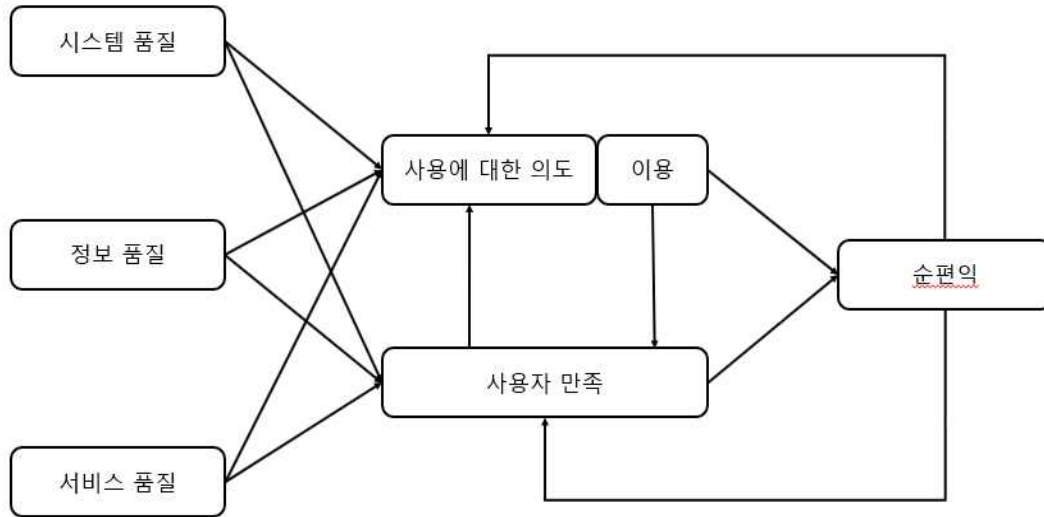 시스템 품질
사용에 대한 의도
이용
정보 품질
순편익
사용자 만족
서비스 품질